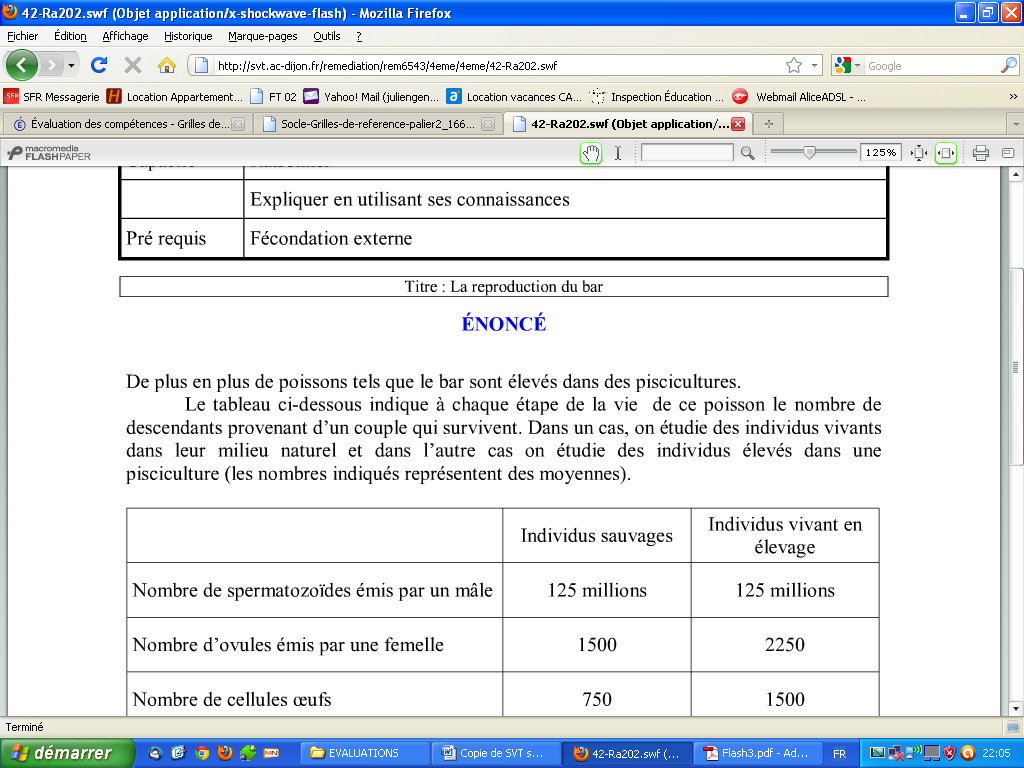 42-Ra202.swf (Objet application/x-shockwave-flash) - Mozilla Firefox
Fichier Édition Affichage Historique Marque-pages Outils ?
http://svt.ac-dijon.fr/remediation/rem6543/4eme/4eme/42-Ra202.swf
Google
SFR Messagerie Location Appartement... FT 02 Yahoo! Mail (juliengen... Location vacances CA... Inspection Éducation ... Webmail AliceADSL - ... »
Évaluation des compétences - Grilles de... Socle-Grilles-de-reference-palier2_166... 42-Ra202.swf (Objet application/...
macromedia
FLASHPAPER
125%
Expliquer en utilisant ses connaissances
Pré requis Fécondation externe
Titre : La reproduction du bar
ÉNONCÉ
De plus en plus de poissons tels que le bar sont élevés dans des piscicultures.
Le tableau ci-dessous indique à chaque étape de la vie de ce poisson le nombre de
descendants provenant d'un couple qui survivent. Dans un cas, on étudie des individus vivants
dans leur milieu naturel et dans l'autre cas on étudie des individus élevés dans une
pisciculture (les nombres indiqués représentent des moyennes).
Individus sauvages Individus vivant en
élevage
Nombre de spermatozoïdes émis par un mâle 125 millions 125 millions
Nombre d'ovules émis par une femelle 1500 2250
Nombre de cellules œufs 750 1500
Terminé
démarrer EVALUATIONS Copie de SVT s... 42-Ra202.swf (... Flash3.pdf - Ad... FR 22:05